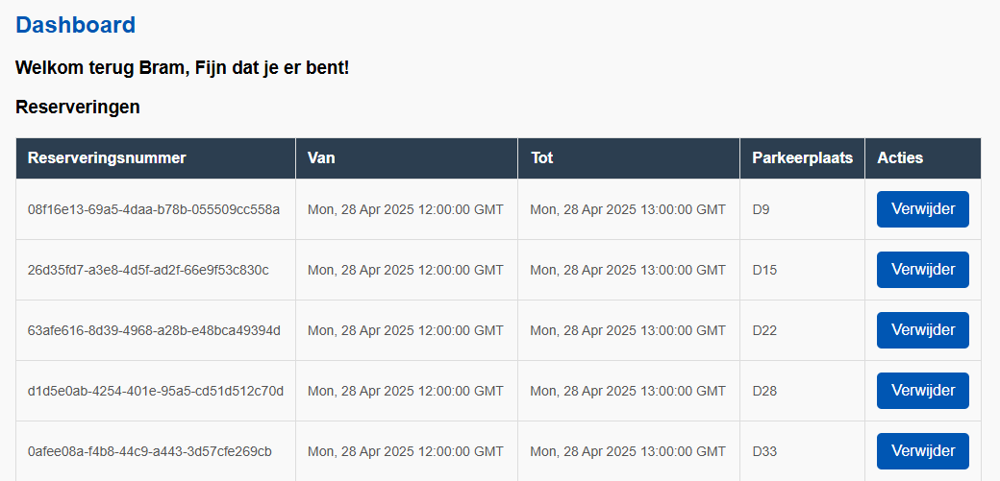 Dashboard
Welkom terug Bram, Fijn dat je er bent!
Reserveringen
Reserveringsnummer Van Tot Parkeerplaats Acties
08f16e13-69a5-4daa-b78b-055509cc558a Mon, 28 Apr 2025 12:00:00 GMT Mon, 28 Apr 2025 13:00:00 GMT D9 Verwijder
26d35fd7-a3e8-4d5f-ad2f-66e9f53c830c Mon, 28 Apr 2025 12:00:00 GMT Mon, 28 Apr 2025 13:00:00 GMT D15 Verwijder
63afe616-8d39-4968-a28b-e48bca49394d Mon, 28 Apr 2025 12:00:00 GMT Mon, 28 Apr 2025 13:00:00 GMT D22 Verwijder
d1d5e0ab-4254-401e-95a5-cd51d512c70d Mon, 28 Apr 2025 12:00:00 GMT Mon, 28 Apr 2025 13:00:00 GMT D28 Verwijder
0afee08a-f4b8-44c9-a443-3d57cfe269cb Mon, 28 Apr 2025 12:00:00 GMT Mon, 28 Apr 2025 13:00:00 GMT D33 Verwijder